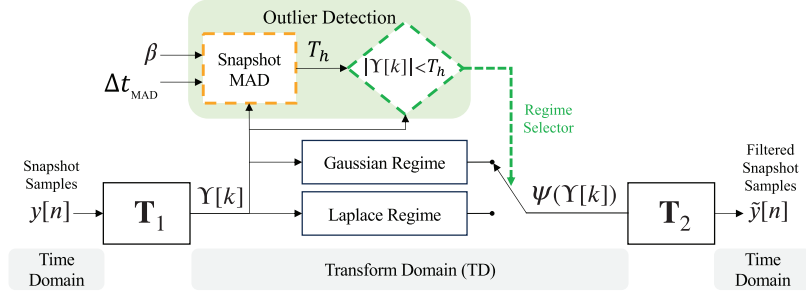 Outlier Detection
β
Δt_MAD
Snapshot
MAD
T_h
|ϒ[k]|<T_h
Regime
Selector
Snapshot
Samples
y[n]
T_1
ϒ[k]
Gaussian Regime
Laplace Regime
Ψ(ϒ[k])
T_2
Filtered
Snapshot
Samples
ỹ[n]
Time
Domain
Transform Domain (TD)
Time
Domain